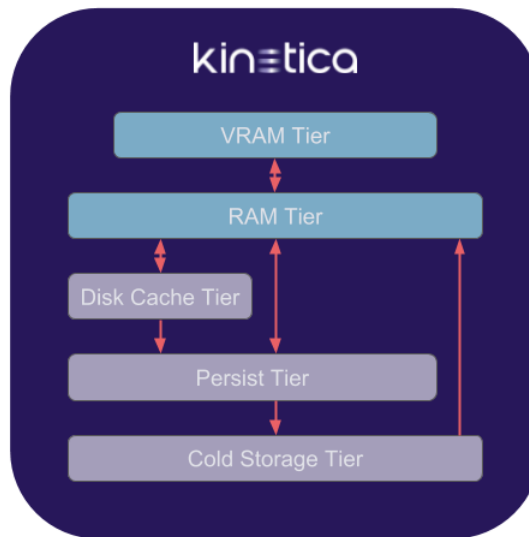 kinetica
VRAM Tier
RAM Tier
Disk Cache Tier
Persist Tier
Cold Storage Tier